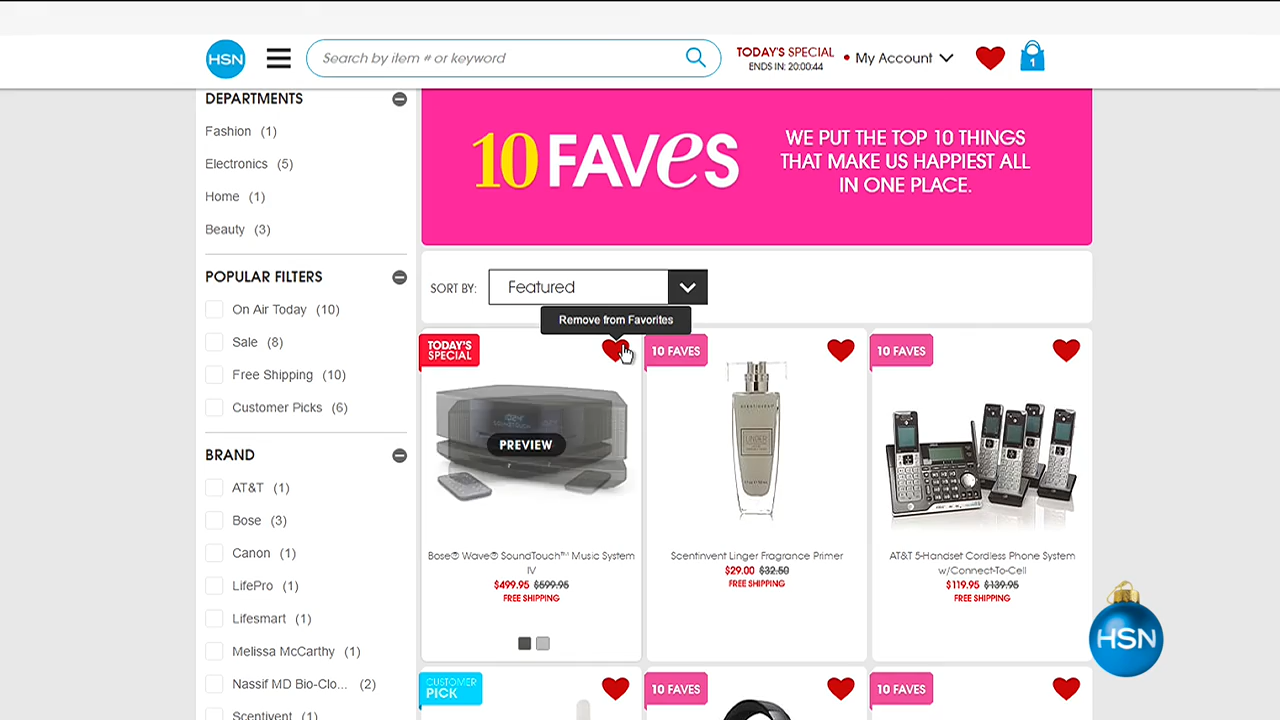 HSN
Search by item # or keyword
TODAY'S SPECIAL
ENDS IN: 20:00:44
My Account
1
DEPARTMENTS
Fashion (1)
Electronics (5)
Home (1)
Beauty (3)
POPULAR FILTERS
On Air Today (10)
Sale (8)
Free Shipping (10)
Customer Picks (6)
BRAND
AT&T (1)
Bose (3)
Canon (1)
LifePro (1)
Lifesmart (1)
Melissa McCarthy (1)
Nassif MD Bio-Clo... (2)
Scentivent (1)
10 FAVeS
WE PUT THE TOP 10 THINGS
THAT MAKE US HAPPIEST ALL
IN ONE PLACE.
SORT BY:
Featured
Remove from Favorites
TODAY'S
SPECIAL
PREVIEW
Bose® Wave® SoundTouch™ Music System
IV
$499.95 $599.95
FREE SHIPPING
10 FAVES
Scentinvent Linger Fragrance Primer
$29.00 $32.50
FREE SHIPPING
10 FAVES
AT&T 5-Handset Cordless Phone System
w/Connect-To-Cell
$119.95 $139.95
FREE SHIPPING
CUSTOMER
PICK
10 FAVES
10 FAVES
HSN